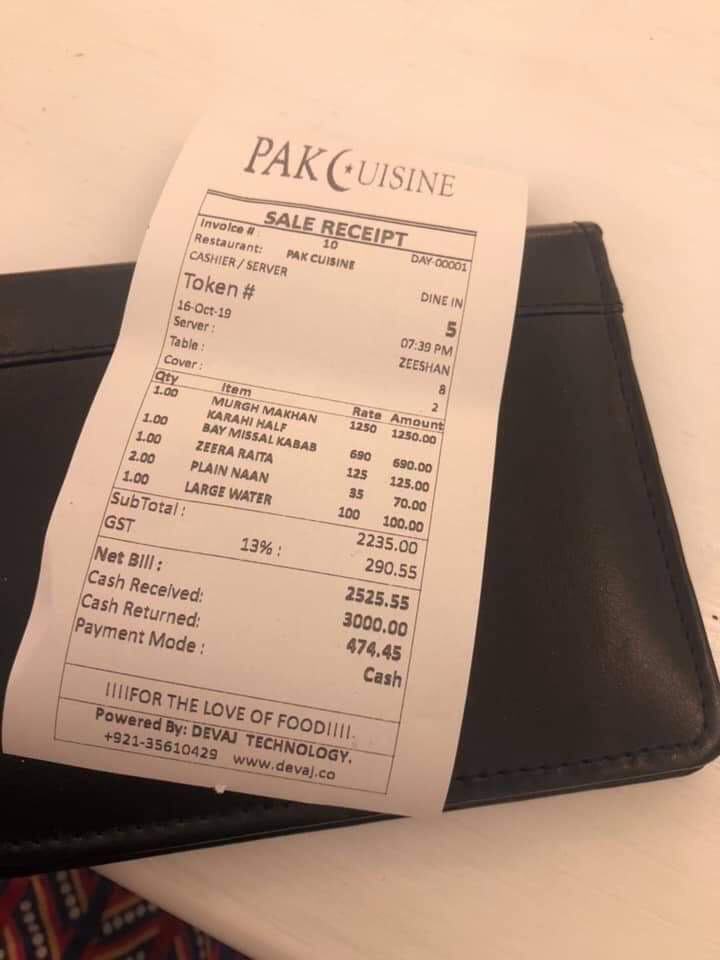 PAK CUISINE
SALE RECEIPT
Invoice #: 10 DAY-00001
Restaurant: PAK CUISINE
CASHIER / SERVER DINE IN
Token # 5
16-Oct-19 07:39 PM
Server : ZEESHAN
Table : 8
Cover : 2
Qty Item Rate Amount
1.00 MURGH MAKHAN KARAHI HALF 1250 1250.00
1.00 BAY MISSAL KABAB 690 690.00
1.00 ZEERA RAITA 125 125.00
2.00 PLAIN NAAN 35 70.00
1.00 LARGE WATER 100 100.00
SubTotal : 2235.00
GST 13% : 290.55
Net Bill : 2525.55
Cash Received: 3000.00
Cash Returned: 474.45
Payment Mode : Cash
!!!!FOR THE LOVE OF FOOD!!!!
Powered By: DEVAJ TECHNOLOGY.
+921-35610429 www.devaj.co